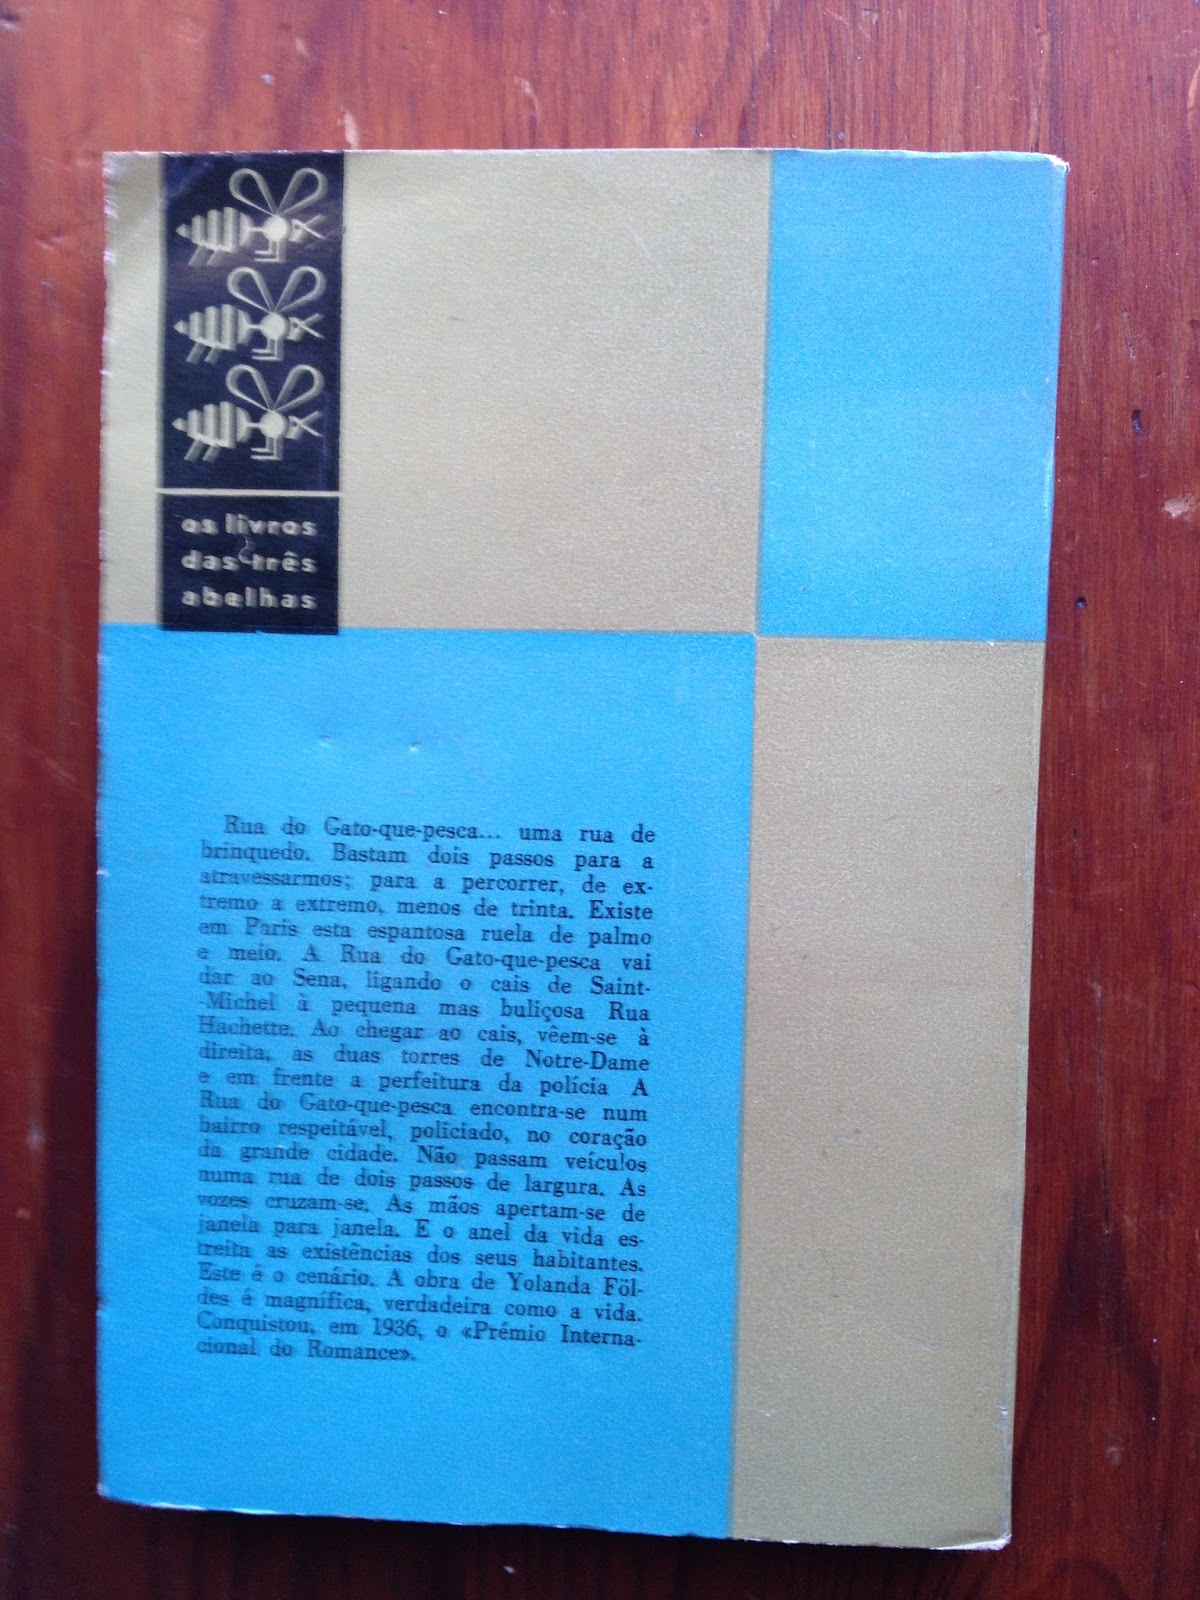 os livros
das três
abelhas
Rua do Gato-que-pesca... uma rua de
brinquedo. Bastam dois passos para a
atravessarmos; para a percorrer, de ex-
tremo a extremo, menos de trinta. Existe
em Paris esta espantosa ruela de palmo
e meio. A Rua do Gato-que-pesca vai
dar ao Sena, ligando o cais de Saint-
-Michel à pequena mas buliçosa Rua
Hachette. Ao chegar ao cais, vêem-se à
direita, as duas torres de Notre-Dame
e em frente a perfeitura da polícia A
Rua do Gato-que-pesca encontra-se num
bairro respeitável, policiado, no coração
da grande cidade. Não passam veículos
numa rua de dois passos de largura. As
vozes cruzam-se. As mãos apertam-se de
janela para janela. E o anel da vida es-
treita as existências dos seus habitantes.
Este é o cenário. A obra de Yolanda Föl-
des é magnífica, verdadeira como a vida.
Conquistou, em 1936, o «Prémio Interna-
cional do Romance».